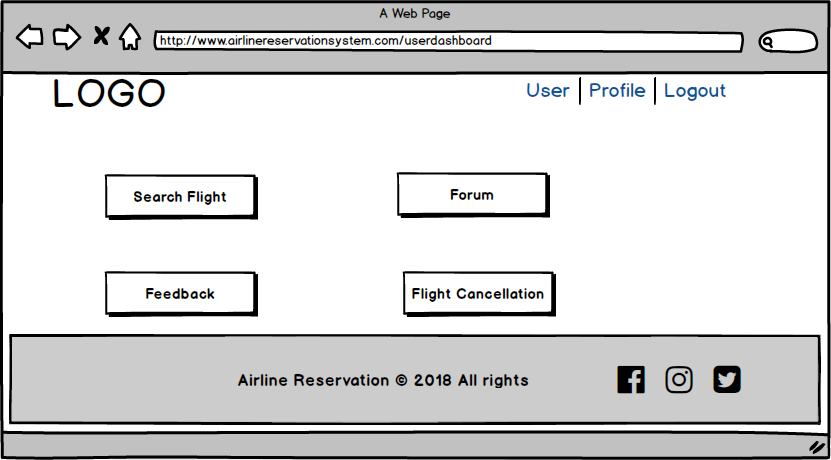 A Web Page
http://www.airlinereservationsystem.com/userdashboard
LOGO
User Profile Logout
Search Flight
Forum
Feedback
Flight Cancellation
Airline Reservation © 2018 All rights